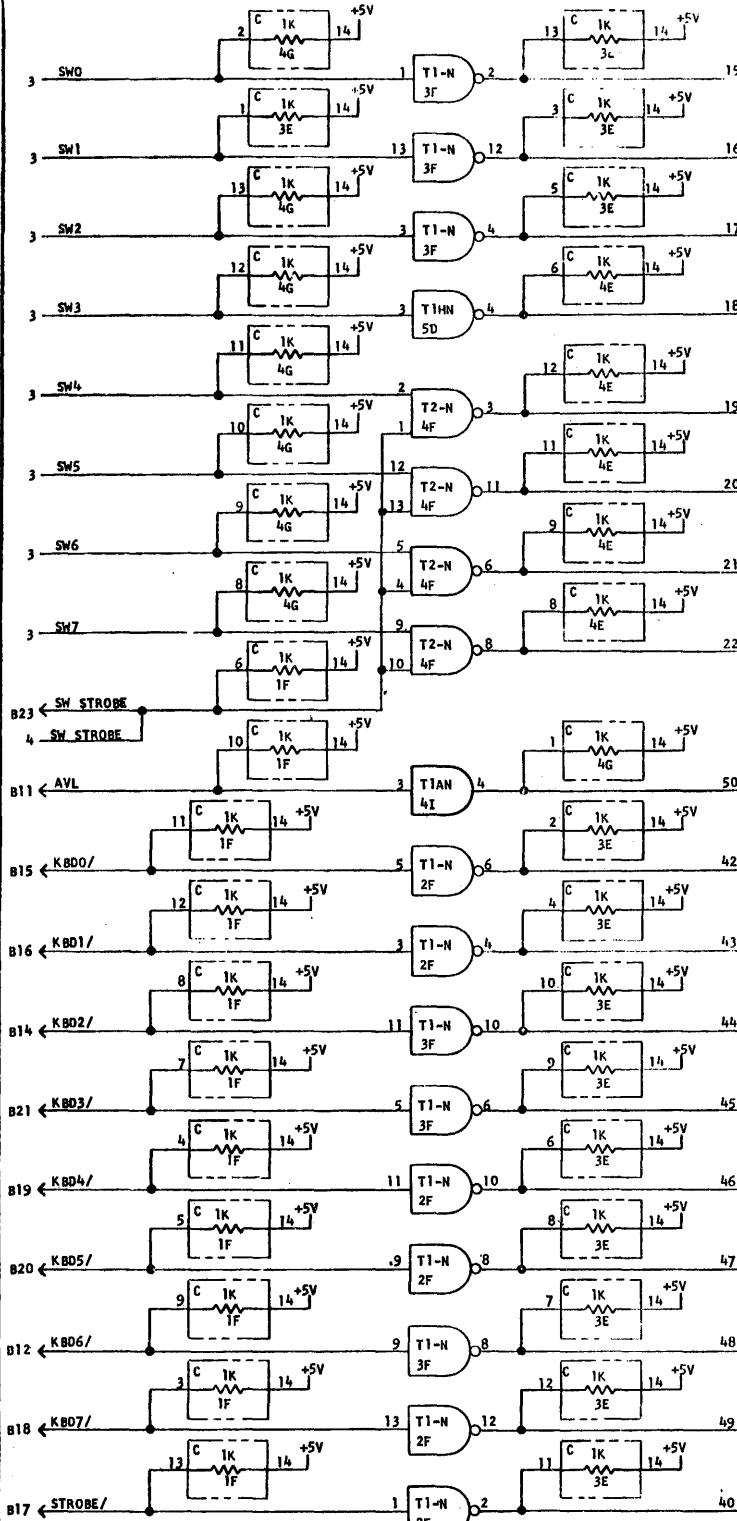 C 1K +5V C 1K +5V
2 14 13 14
4G
3 SW0 1 T1-N 2 15
3F
C 1K +5V C 1K +5V
1 14 3 14
3E 3E
3 SW1 13 T1-N 12 16
3F
C 1K +5V C 1K +5V
13 14 5 14
4G 3E
3 SW2 3 T1-N 4 17
3F
C 1K +5V C 1K +5V
12 14 6 14
4G 4E
3 SW3 3 T1HN 4 18
5D
C 1K +5V C 1K +5V
11 14 12 14
4G 4E
3 SW4 2 T2-N 3 19
1 4F
C 1K +5V C 1K +5V
10 14 11 14
4G 4E
3 SW5 12 T2-N 11 20
13 4F
C 1K +5V C 1K +5V
9 14 9 14
4G 4E
3 SW6 5 T2-N 6 21
4 4F
C 1K +5V C 1K +5V
8 14 8 14
4G 4E
3 SW7 9 T2-N 8 22
10 4F
C 1K +5V
6 14
1F
B23 SW STROBE
4 SW STROBE
C 1K +5V C 1K +5V
10 14 1 14
1F 4G
B11 AVL 3 T1AN 4 50
4I
C 1K +5V C 1K +5V
11 14 2 14
1F 3E
B15 KBD0/ 5 T1-N 6 42
2F
C 1K +5V C 1K +5V
12 14 4 14
1F 3E
B16 KBD1/ 3 T1-N 4 43
2F
C 1K +5V C 1K +5V
8 14 10 14
1F 3E
B14 KBD2/ 11 T1-N 10 44
3F
C 1K +5V C 1K +5V
7 14 9 14
1F 3E
B21 KBD3/ 5 T1-N 6 45
3F
C 1K +5V C 1K +5V
4 14 6 14
1F 3E
B19 KBD4/ 11 T1-N 10 46
2F
C 1K +5V C 1K +5V
5 14 8 14
1F 3E
B20 KBD5/ 9 T1-N 8 47
2F
C 1K +5V C 1K +5V
9 14 7 14
1F 3E
B12 KBD6/ 9 T1-N 8 48
3F
C 1K +5V C 1K +5V
3 14 12 14
1F 3E
B18 KBD7/ 13 T1-N 12 49
2F
C 1K +5V C 1K +5V
13 14 11 14
1F 3E
B17 STROBE/ 1 T1-N 2 40